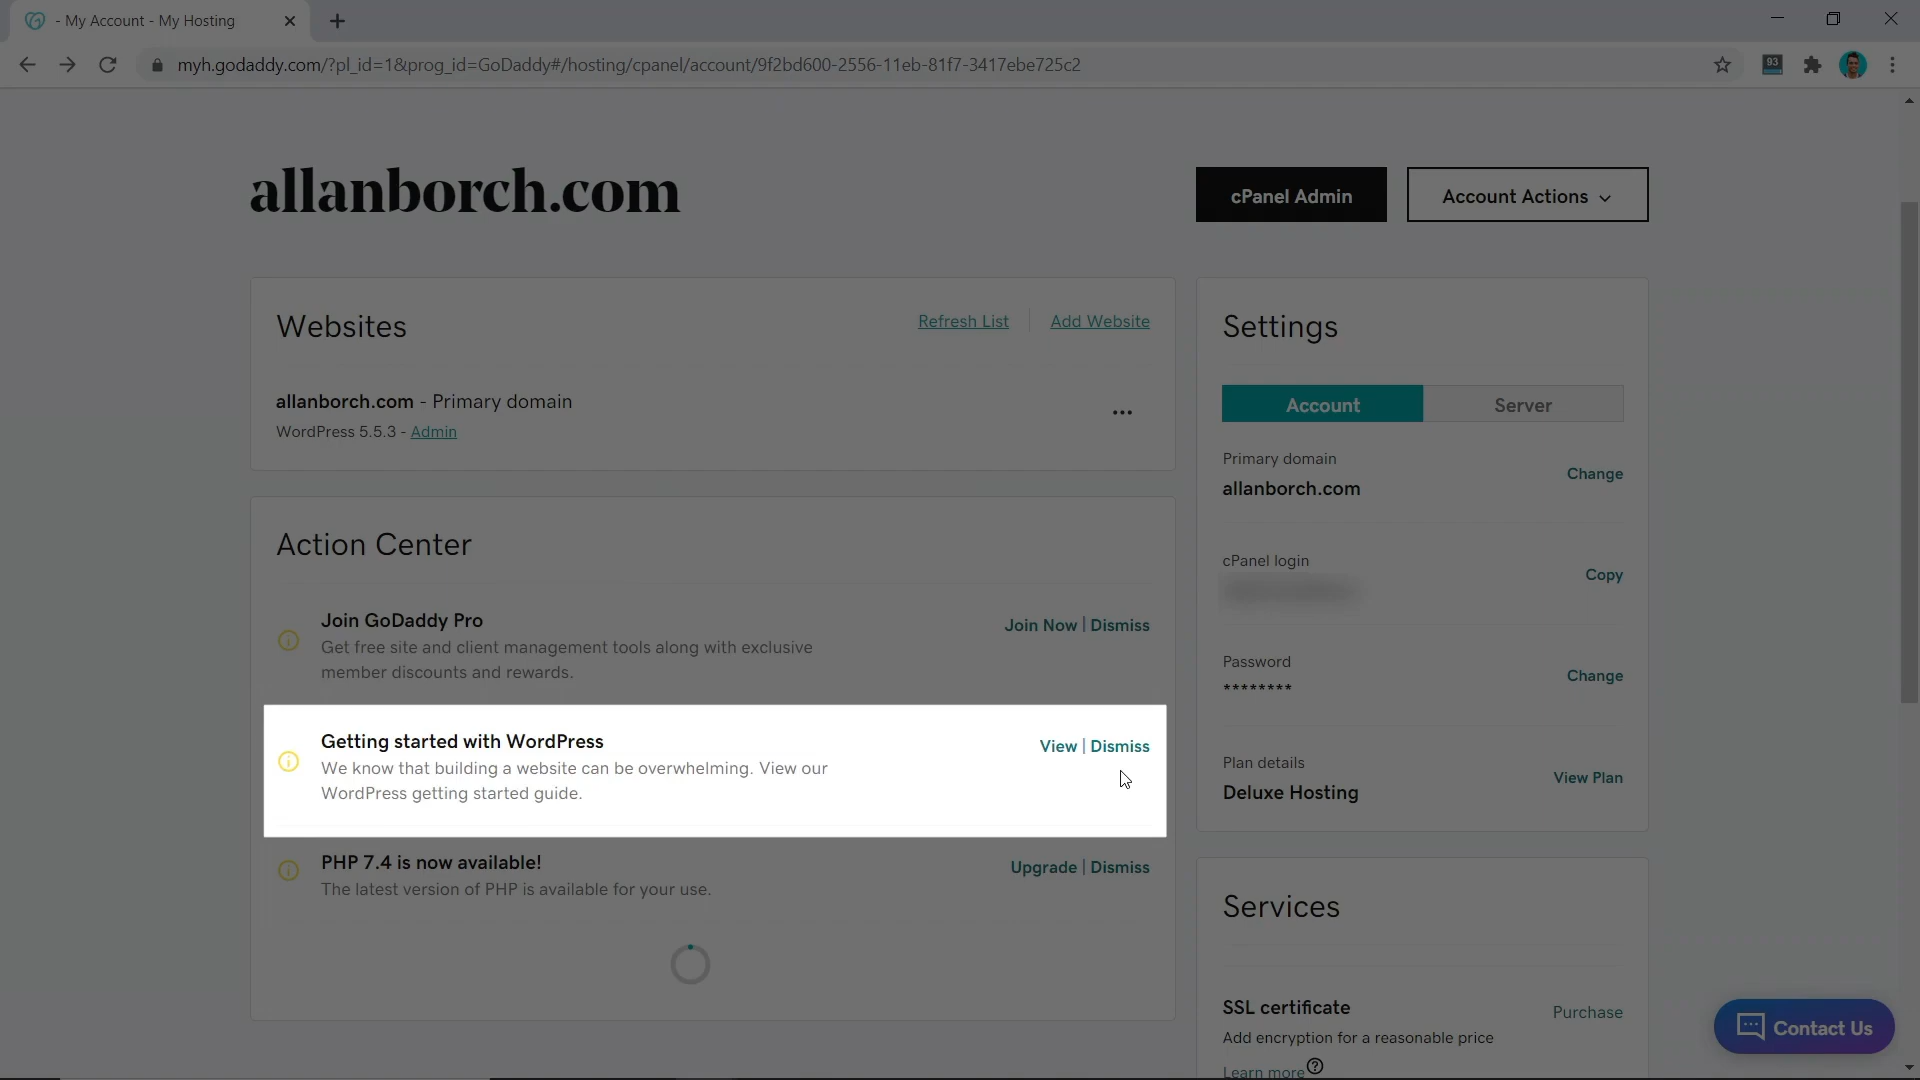 - My Account - My Hosting
myh.godaddy.com/?pl_id=1&prog_id=GoDaddy#/hosting/cpanel/account/9f2bd600-2556-11eb-81f7-3417ebe725c2
93
allanborch.com
cPanel Admin
Account Actions
Websites
Refresh List
Add Website
allanborch.com - Primary domain
WordPress 5.5.3 - Admin
Action Center
Join GoDaddy Pro
Join Now | Dismiss
Get free site and client management tools along with exclusive
member discounts and rewards.
Getting started with WordPress
View | Dismiss
We know that building a website can be overwhelming. View our
WordPress getting started guide.
PHP 7.4 is now available!
Upgrade | Dismiss
The latest version of PHP is available for your use.
Settings
Account
Server
Primary domain
allanborch.com
Change
cPanel login
Copy
Password
********
Change
Plan details
Deluxe Hosting
View Plan
Services
SSL certificate
Purchase
Add encryption for a reasonable price
Learn more
Contact Us